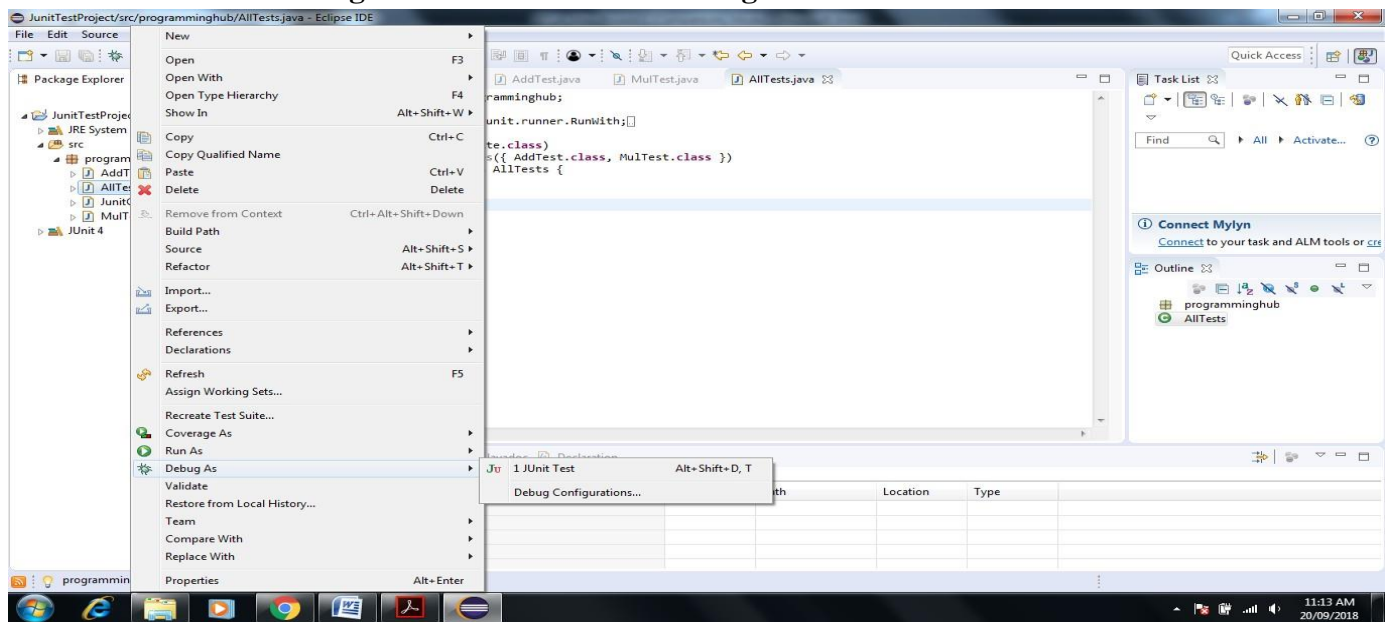 JunitTestProject/src/programminghub/AllTests.java - Eclipse IDE
File Edit Source
Quick Access
Package Explorer
JunitTestProjec
JRE System
src
program
AddT
AllTes
Junit
MulT
JUnit 4
New
Open F3
Open With
Open Type Hierarchy F4
Show In Alt+Shift+W
Copy Ctrl+C
Copy Qualified Name
Paste Ctrl+V
Delete Delete
Remove from Context Ctrl+Alt+Shift+Down
Build Path
Source Alt+Shift+S
Refactor Alt+Shift+T
Import...
Export...
References
Declarations
Refresh F5
Assign Working Sets...
Recreate Test Suite...
Coverage As
Run As
Debug As
Validate
Restore from Local History...
Team
Compare With
Replace With
Properties Alt+Enter
1 JUnit Test Alt+Shift+D, T
Debug Configurations...
AddTest.java MulTest.java AllTests.java
ramminghub;
unit.runner.RunWith;
te.class)
s({ AddTest.class, MulTest.class })
AllTests {
Declaration
th Location Type
Task List
Find All Activate...
Connect Mylyn
Connect to your task and ALM tools or cre
Outline
programminghub
AllTests
programmin
11:13 AM
20/09/2018